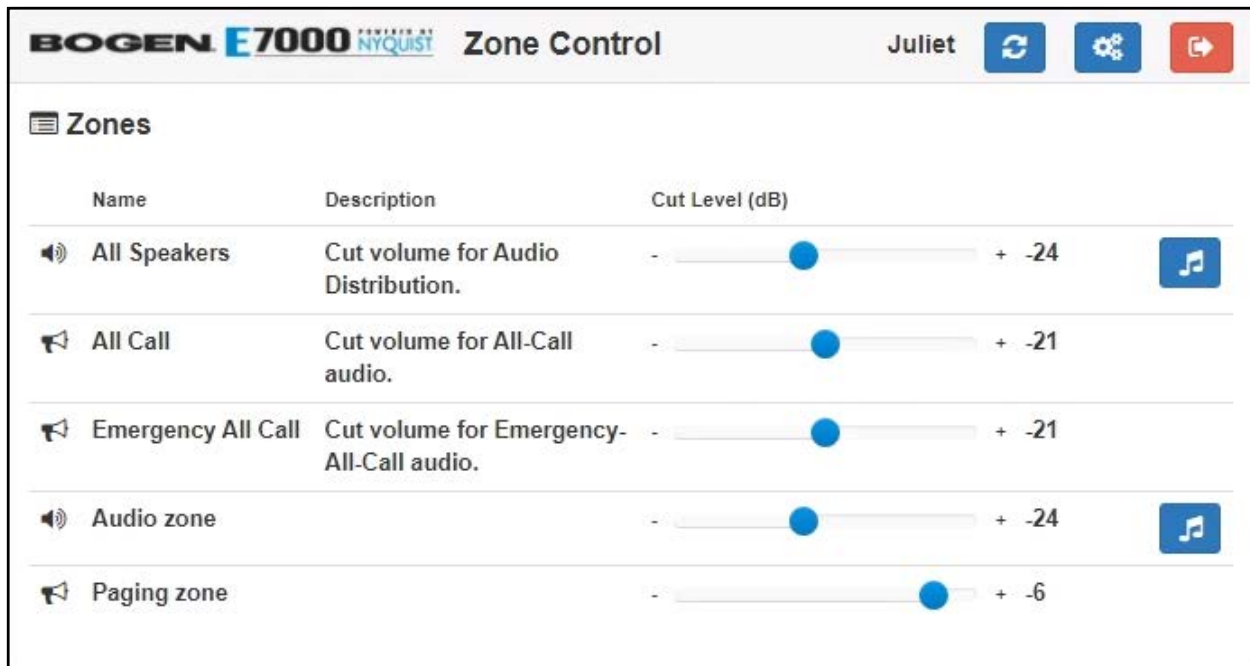 BOGEN E7000 POWERED BY NYQUIST Zone Control Juliet
Zones
Name Description Cut Level (dB)
All Speakers Cut volume for Audio - + -24
Distribution.
All Call Cut volume for All-Call - + -21
audio.
Emergency All Call Cut volume for Emergency- - + -21
All-Call audio.
Audio zone - + -24
Paging zone - + -6